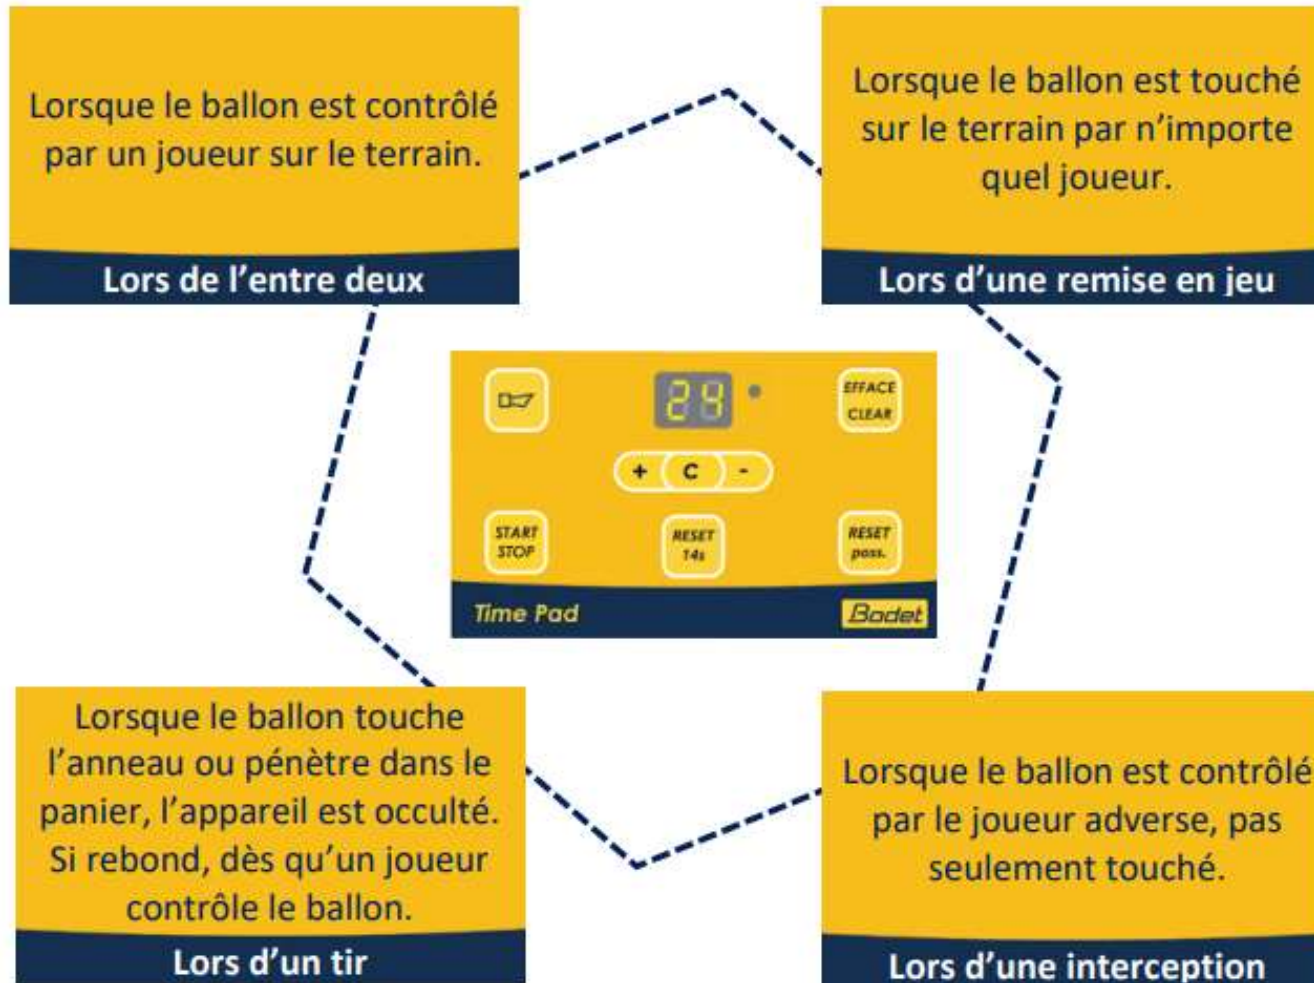 Lorsque le ballon est contrôlé
par un joueur sur le terrain.
Lors de l'entre deux
Lorsque le ballon est touché
sur le terrain par n'importe
quel joueur.
Lors d'une remise en jeu
24
EFFACE
CLEAR
+ C -
START
STOP
RESET
14s
RESET
poss.
Time Pad
Bodet
Lorsque le ballon touche
l'anneau ou pénètre dans le
panier, l'appareil est occulté.
Si rebond, dès qu'un joueur
contrôle le ballon.
Lors d'un tir
Lorsque le ballon est contrôlé
par le joueur adverse, pas
seulement touché.
Lors d'une interception